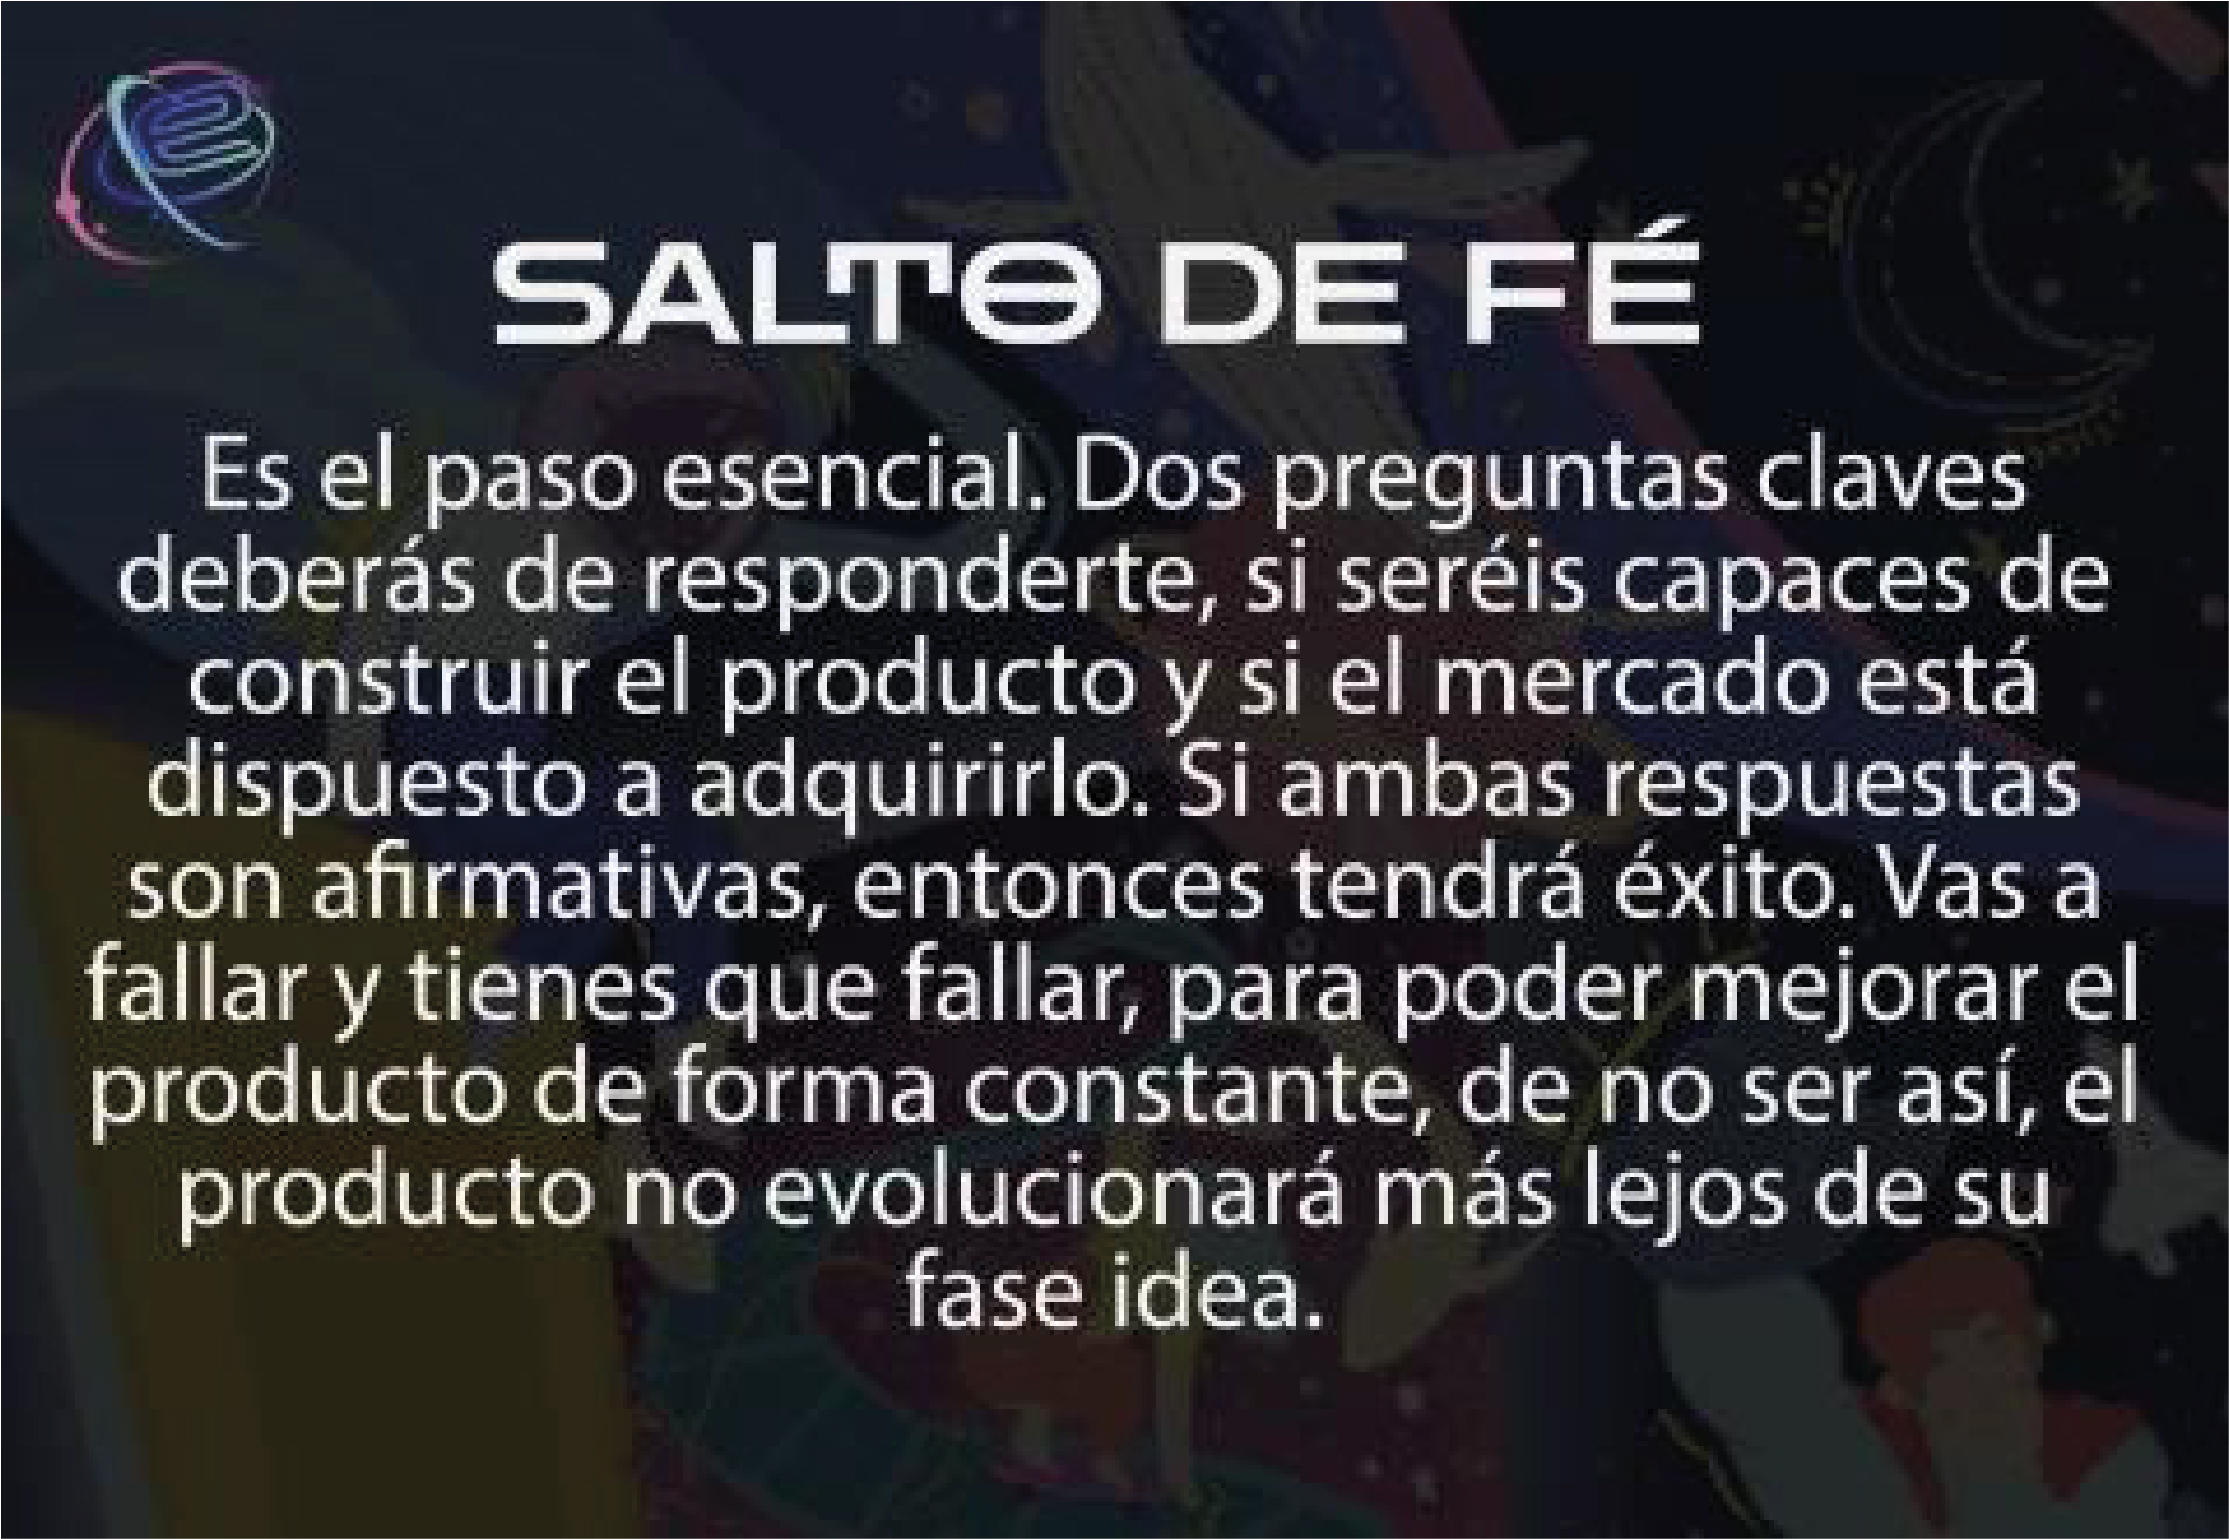 SALTO DE FÉ
Es el paso esencial. Dos preguntas claves
deberás de responderte, si seréis capaces de
construir el producto y si el mercado está
dispuesto a adquirirlo. Si ambas respuestas
son afirmativas, entonces tendrá éxito. Vas a
fallar y tienes que fallar, para poder mejorar el
producto de forma constante, de no ser así, el
producto no evolucionará más lejos de su
fase idea.